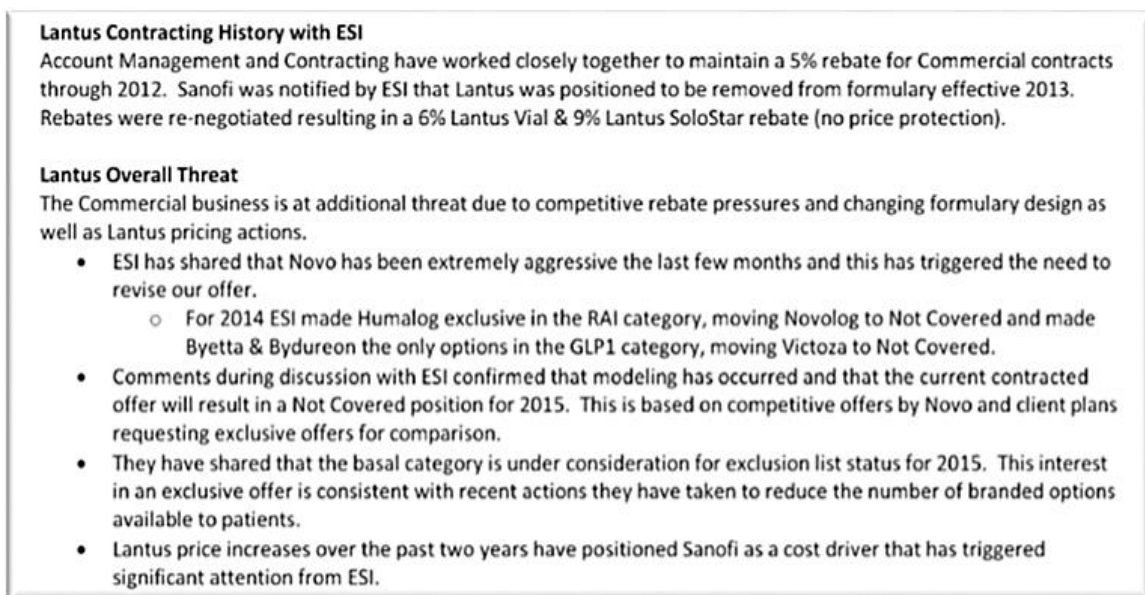 Lantus Contracting History with ESI
Account Management and Contracting have worked closely together to maintain a 5% rebate for Commercial contracts
through 2012.  Sanofi was notified by ESI that Lantus was positioned to be removed from formulary effective 2013.
Rebates were re-negotiated resulting in a 6% Lantus Vial & 9% Lantus SoloStar rebate (no price protection).
Lantus Overall Threat
The Commercial business is at additional threat due to competitive rebate pressures and changing formulary design as
well as Lantus pricing actions.
• ESI has shared that Novo has been extremely aggressive the last few months and this has triggered the need to
revise our offer.
○ For 2014 ESI made Humalog exclusive in the RAI category, moving Novolog to Not Covered and made
Byetta & Bydureon the only options in the GLP1 category, moving Victoza to Not Covered.
• Comments during discussion with ESI confirmed that modeling has occurred and that the current contracted
offer will result in a Not Covered position for 2015.  This is based on competitive offers by Novo and client plans
requesting exclusive offers for comparison.
• They have shared that the basal category is under consideration for exclusion list status for 2015.  This interest
in an exclusive offer is consistent with recent actions they have taken to reduce the number of branded options
available to patients.
• Lantus price increases over the past two years have positioned Sanofi as a cost driver that has triggered
significant attention from ESI.